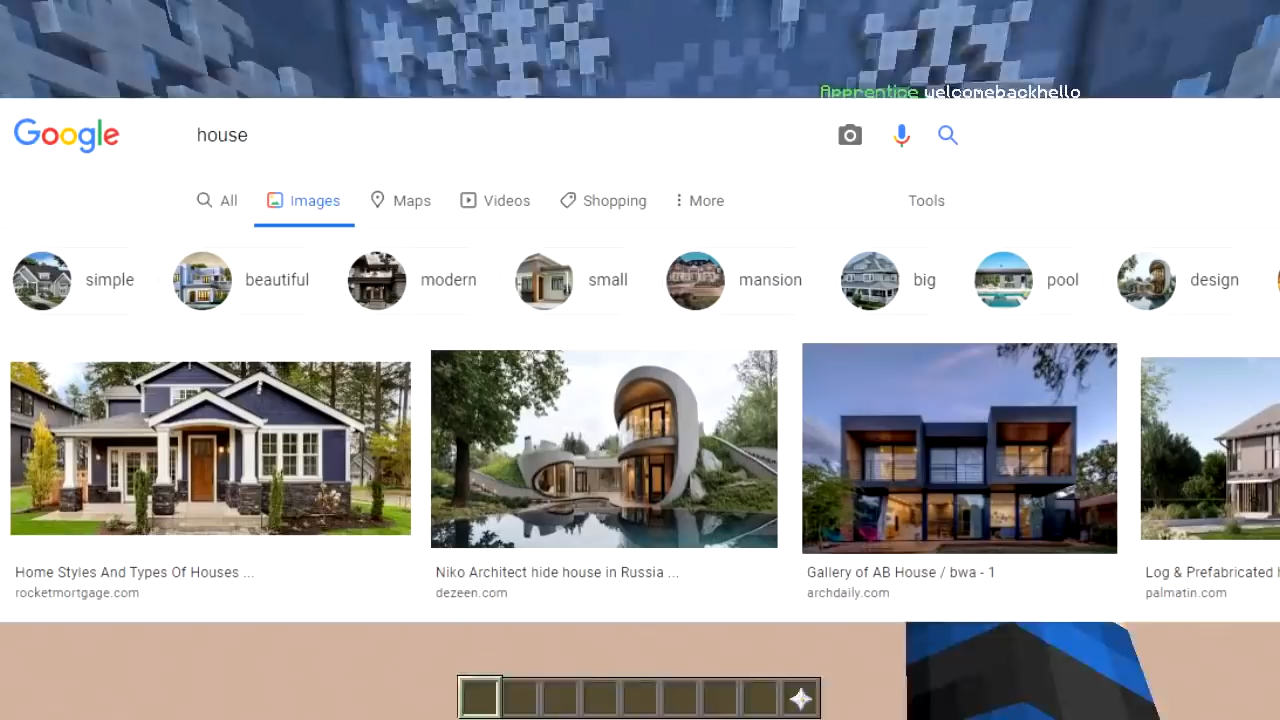 Apprentice welcomebackhello
Google house
All Images Maps Videos Shopping More Tools
simple beautiful modern small mansion big pool design
Home Styles And Types Of Houses ... Niko Architect hide house in Russia ... Gallery of AB House / bwa - 1 Log & Prefabricated
rocketmortgage.com dezeen.com archdaily.com palmatin.com